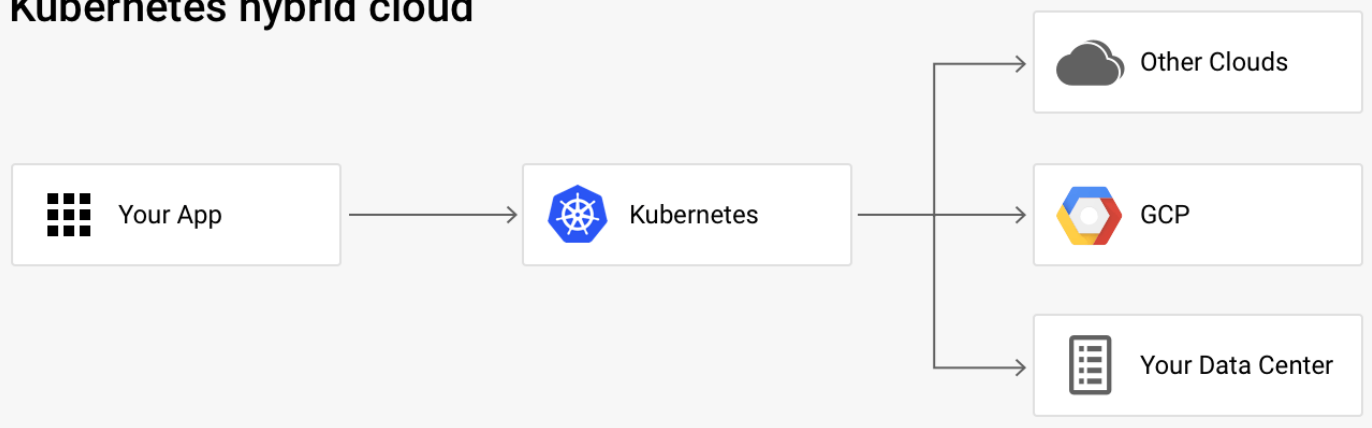 Kubernetes hybrid cloud
Other Clouds
Your App
Kubernetes
GCP
Your Data Center